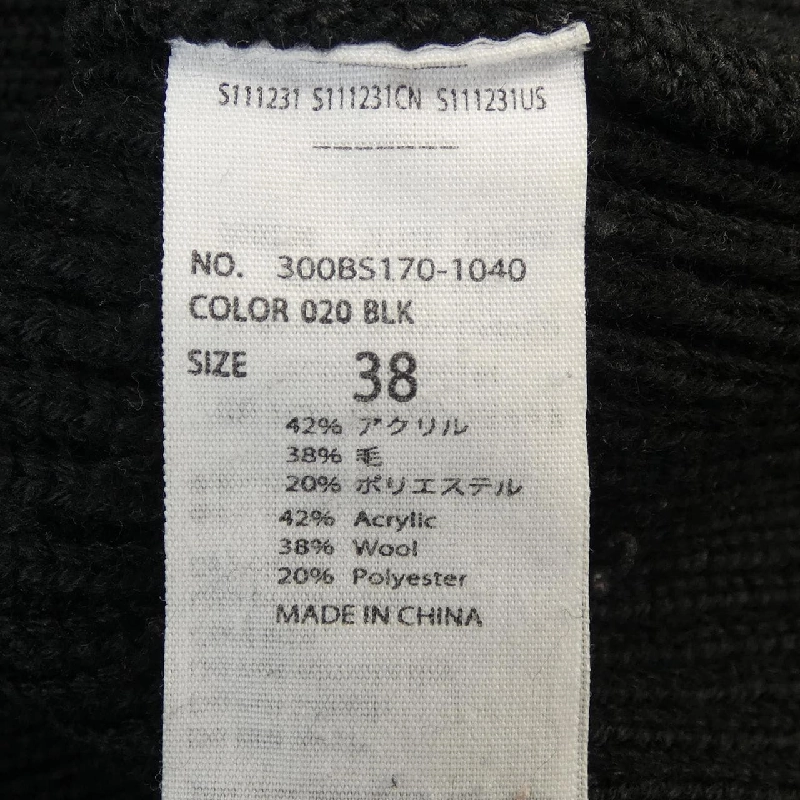 S111231 S111231CN S111231US
NO. 300BS170-1040
COLOR 020 BLK
SIZE 38
42% アクリル
38% 毛
20% ポリエステル
42% Acrylic
38% Wool
20% Polyester
MADE IN CHINA